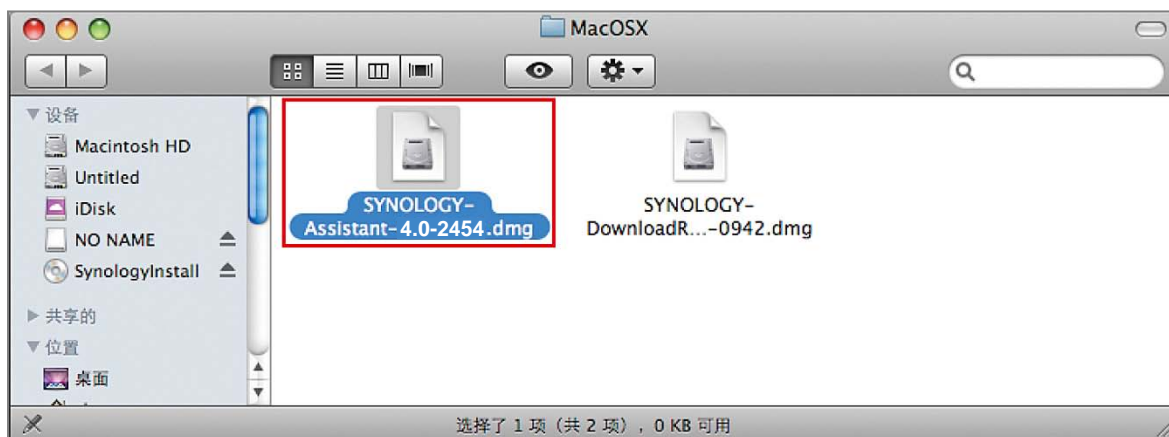 MacOSX
设备
Macintosh HD
Untitled
iDisk
NO NAME
SynologyInstall
共享的
位置
桌面
SYNOLOGY-
Assistant-4.0-2454.dmg
SYNOLOGY-
DownloadR...-0942.dmg
选择了 1 项（共 2 项）, 0 KB 可用